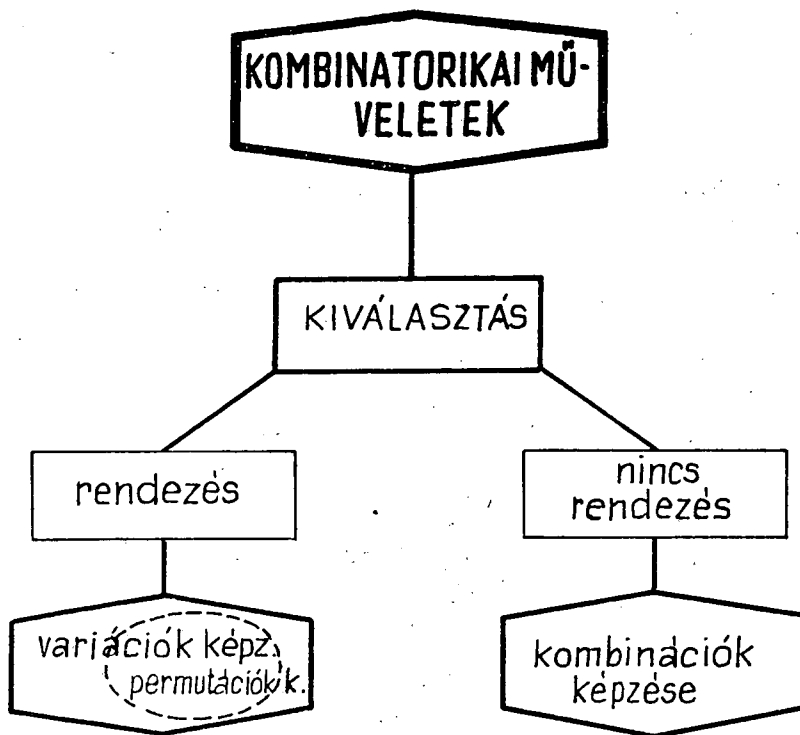 KOMBINATORIKAI MŰ-
VELETEK
KIVÁLASZTÁS
rendezés
nincs
rendezés
variációk képz.
permutációk k.
kombinációk
képzése